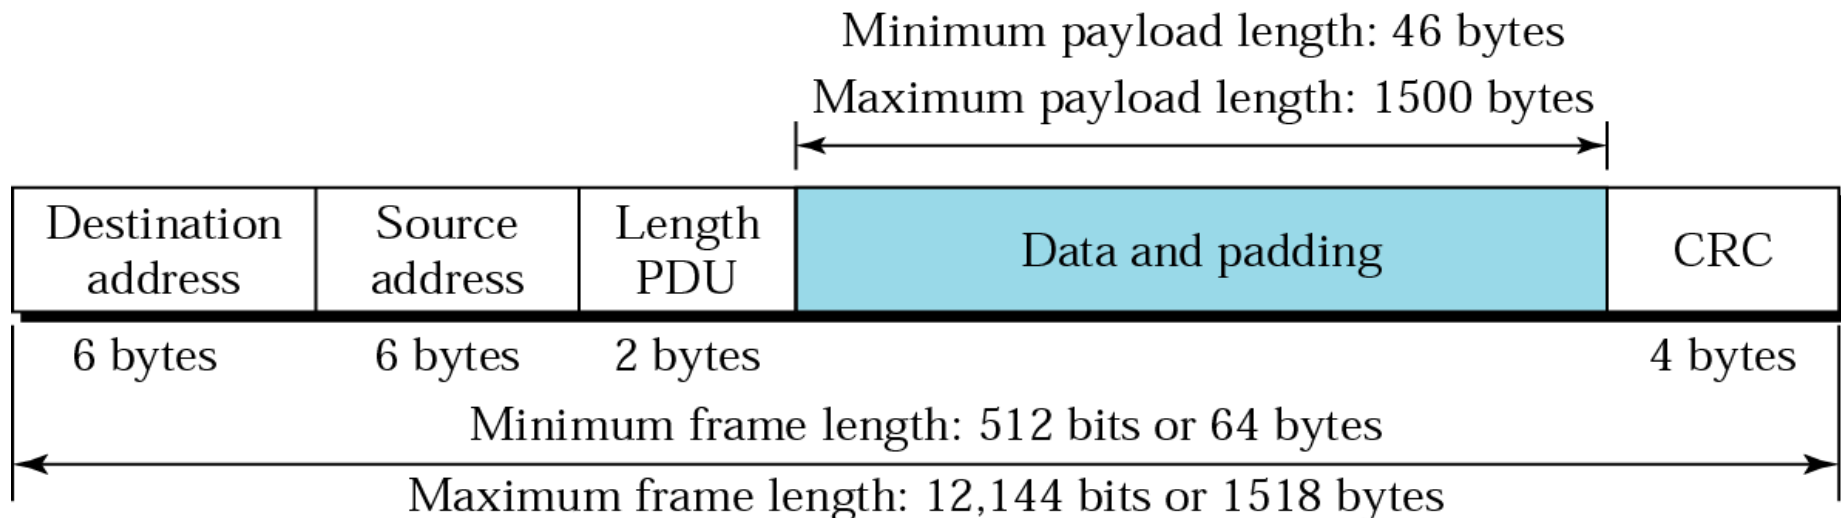 Minimum payload length: 46 bytes
Maximum payload length: 1500 bytes
Destination address
Source address
Length PDU
Data and padding
CRC
6 bytes
6 bytes
2 bytes
4 bytes
Minimum frame length: 512 bits or 64 bytes
Maximum frame length: 12,144 bits or 1518 bytes